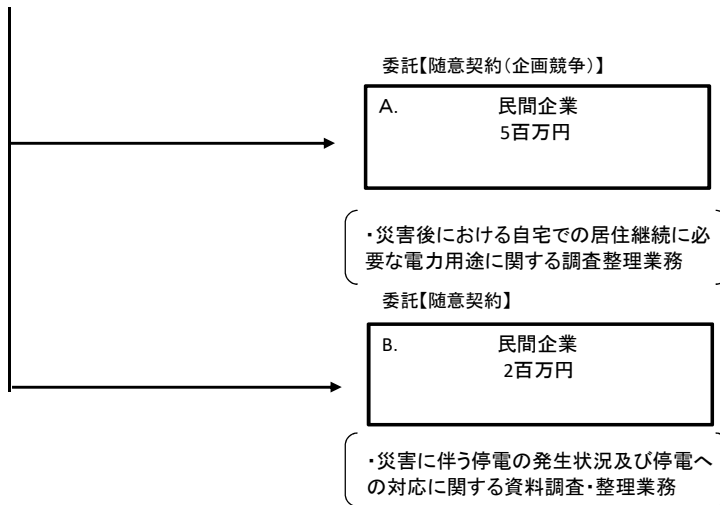 委託【随意契約(企画競争)】
A. 民間企業
5百万円
・災害後における自宅での居住継続に必
要な電力用途に関する調査整理業務
委託【随意契約】
B. 民間企業
2百万円
・災害に伴う停電の発生状況及び停電へ
の対応に関する資料調査・整理業務